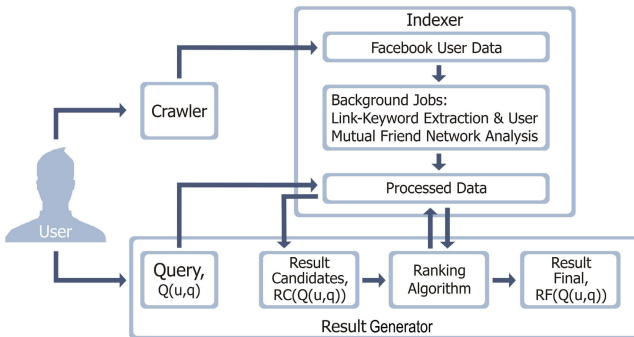 Indexer
Facebook User Data
Crawler
Background Jobs:
Link-Keyword Extraction & User
Mutual Friend Network Analysis
Processed Data
User
Query,
Q(u,q)
Result
Candidates,
RC(Q(u,q))
Ranking
Algorithm
Result
Final,
RF(Q(u,q))
Result Generator